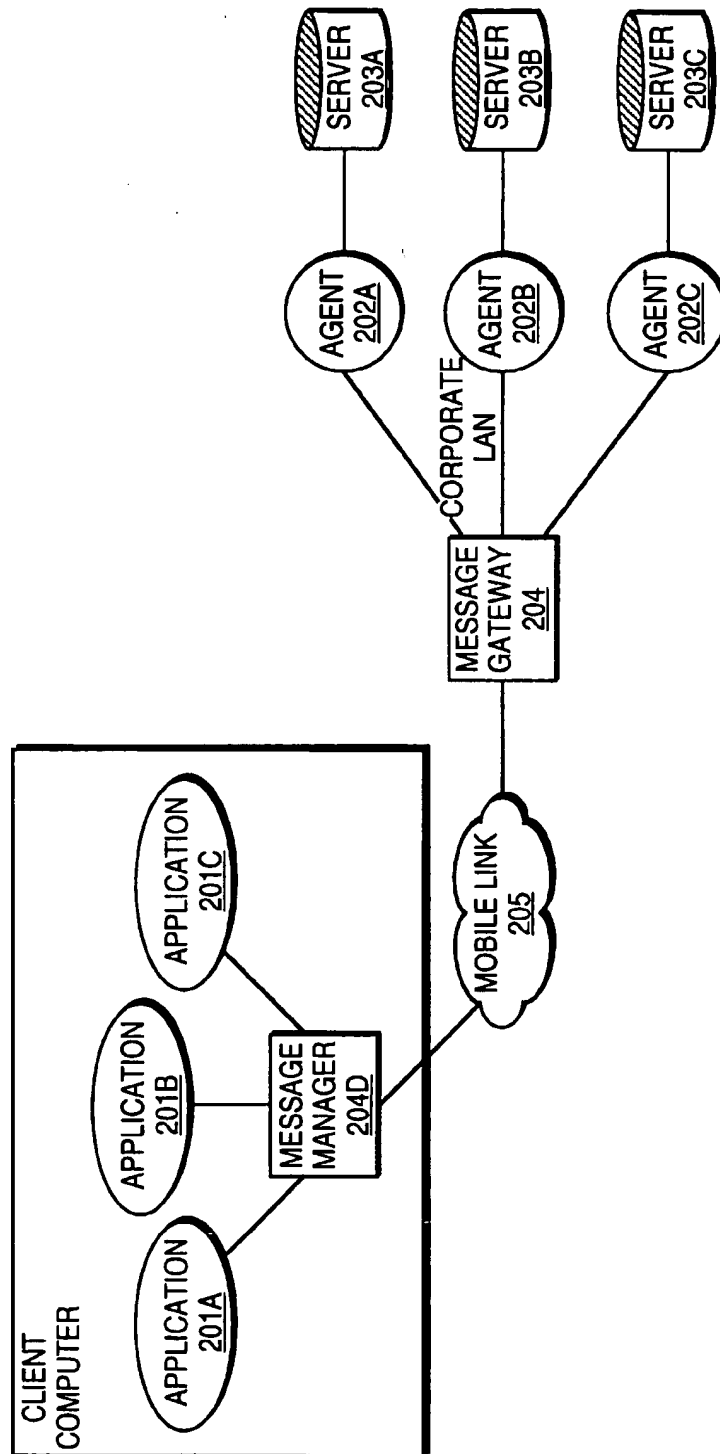 CLIENT
COMPUTER
APPLICATION
201A
APPLICATION
201B
APPLICATION
201C
MESSAGE
MANAGER
204D
MOBILE LINK
205
MESSAGE
GATEWAY
204
CORPORATE
LAN
AGENT
202A
AGENT
202B
AGENT
202C
SERVER
203A
SERVER
203B
SERVER
203C